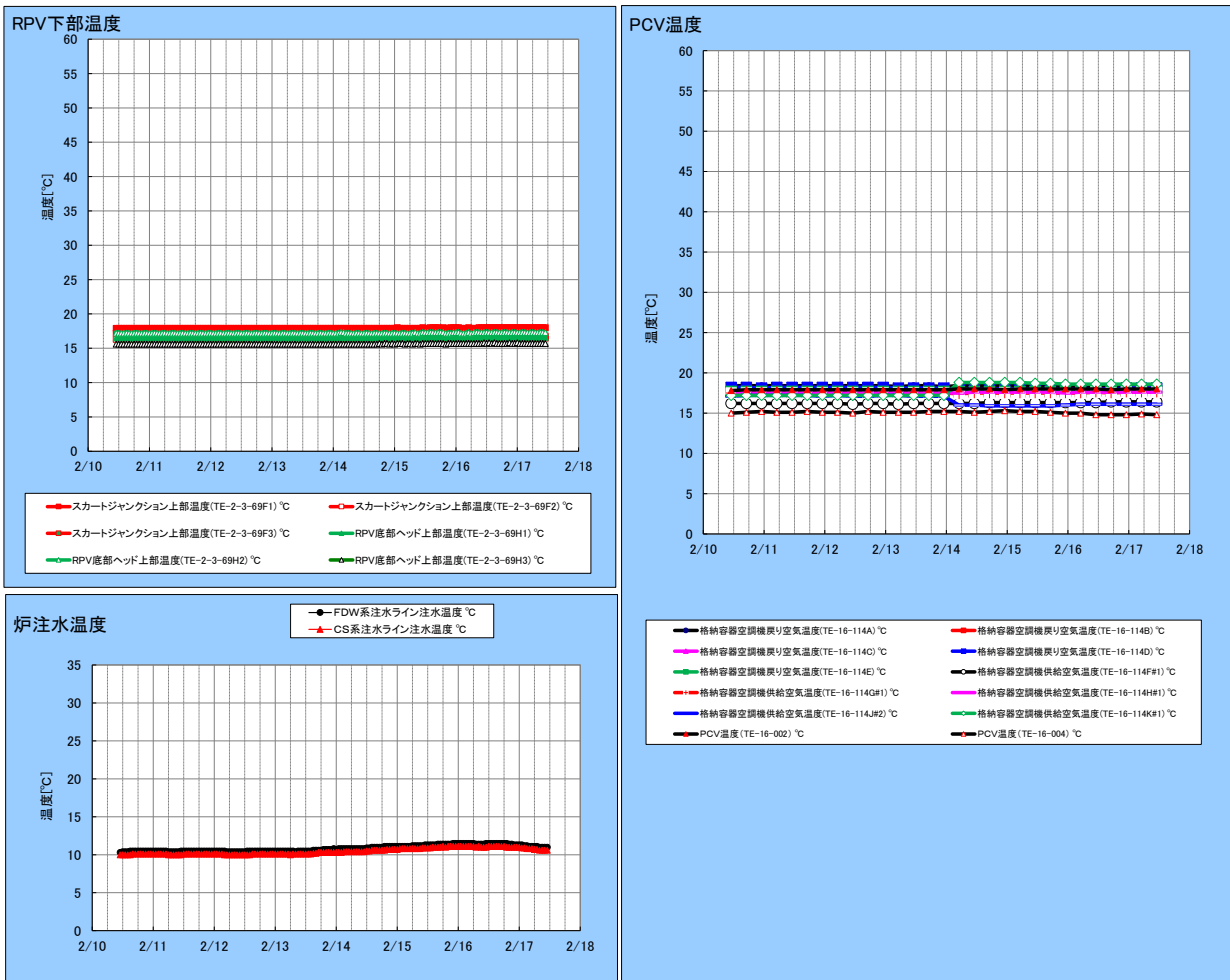 RPV下部温度
60
55
50
45
40
35
30
25
20
15
10
5
0
温度[℃]
2/10 2/11 2/12 2/13 2/14 2/15 2/16 2/17 2/18
スカートジャンクション上部温度(TE-2-3-69F1) ℃ スカートジャンクション上部温度(TE-2-3-69F2) ℃
スカートジャンクション上部温度(TE-2-3-69F3) ℃ RPV底部ヘッド上部温度(TE-2-3-69H1) ℃
RPV底部ヘッド上部温度(TE-2-3-69H2) ℃ RPV底部ヘッド上部温度(TE-2-3-69H3) ℃
炉注水温度
FDW系注水ライン注水温度 ℃
CS系注水ライン注水温度 ℃
35
30
25
20
15
10
5
0
温度[℃]
2/10 2/11 2/12 2/13 2/14 2/15 2/16 2/17 2/18
PCV温度
60
55
50
45
40
35
30
25
20
15
10
5
0
温度[℃]
2/10 2/11 2/12 2/13 2/14 2/15 2/16 2/17 2/18
格納容器空調機戻り空気温度(TE-16-114A) ℃ 格納容器空調機戻り空気温度(TE-16-114B) ℃
格納容器空調機戻り空気温度(TE-16-114C) ℃ 格納容器空調機戻り空気温度(TE-16-114D) ℃
格納容器空調機戻り空気温度(TE-16-114E) ℃ 格納容器空調機供給空気温度(TE-16-114F#1) ℃
格納容器空調機供給空気温度(TE-16-114G#1) ℃ 格納容器空調機供給空気温度(TE-16-114H#1) ℃
格納容器空調機供給空気温度(TE-16-114J#2) ℃ 格納容器空調機供給空気温度(TE-16-114K#1) ℃
PCV温度(TE-16-002) ℃ PCV温度(TE-16-004) ℃